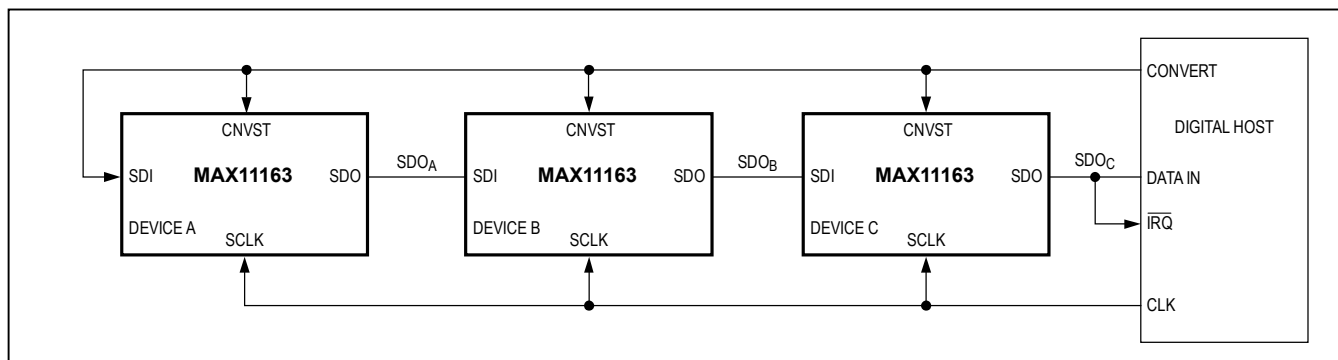 CONVERT
CNVST CNVST CNVST
DIGITAL HOST
SDI MAX11163 SDO SDOA SDI MAX11163 SDO SDOB SDI MAX11163 SDO SDOC DATA IN
DEVICE A DEVICE B DEVICE C IRQ
SCLK SCLK SCLK
CLK